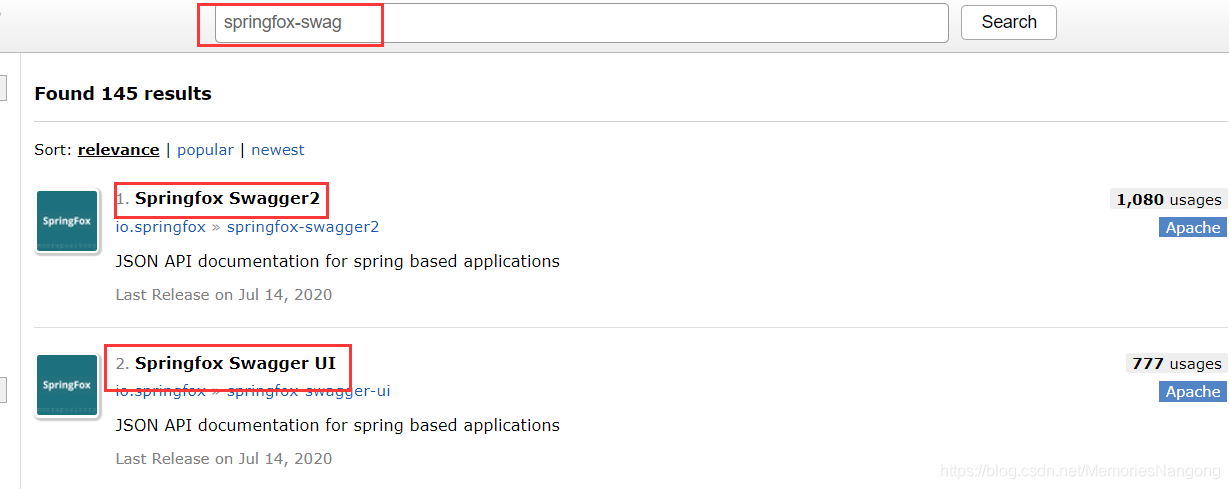 springfox-swag
Search
Found 145 results
Sort: relevance | popular | newest
SpringFox
1. Springfox Swagger2
1,080 usages
io.springfox » springfox-swagger2
Apache
JSON API documentation for spring based applications
Last Release on Jul 14, 2020
SpringFox
2. Springfox Swagger UI
777 usages
io.springfox » springfox-swagger-ui
Apache
JSON API documentation for spring based applications
Last Release on Jul 14, 2020
https://blog.csdn.net/MemoriesNangong